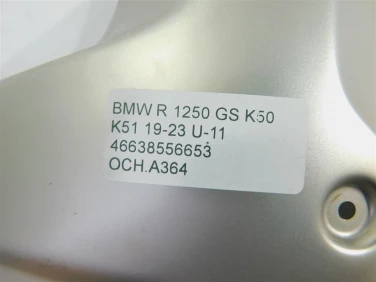 BMW R 1250 GS K50
K51 19-23 U-11
46638556653
OCH.A364